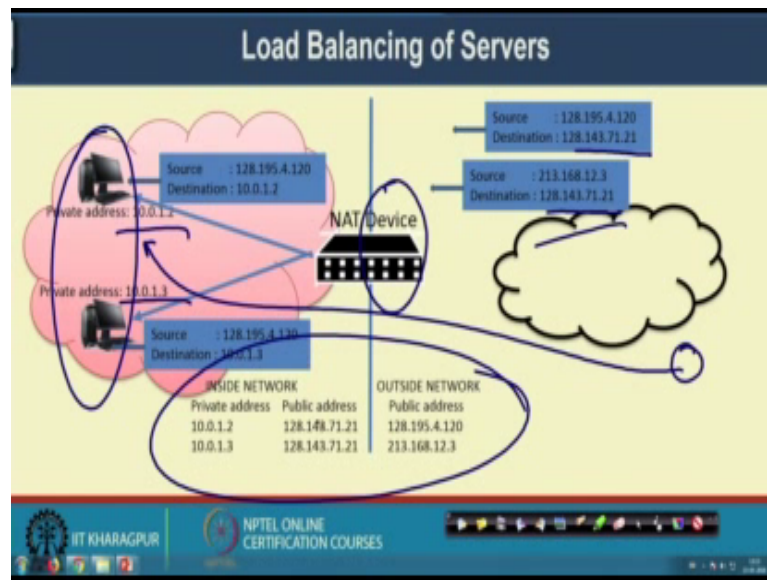 Load Balancing of Servers
Source : 128.195.4.120
Destination : 128.143.71.21
Source : 213.168.12.3
Destination : 128.143.71.21
Source : 128.195.4.120
Destination : 10.0.1.2
Private address: 10.0.1.2
NAT Device
Private address: 10.0.1.3
Source : 128.195.4.120
Destination : 10.0.1.3
INSIDE NETWORK
Private address Public address
10.0.1.2 128.143.71.21
10.0.1.3 128.143.71.21
OUTSIDE NETWORK
Public address
128.195.4.120
213.168.12.3
IIT KHARAGPUR
NPTEL ONLINE
CERTIFICATION COURSES